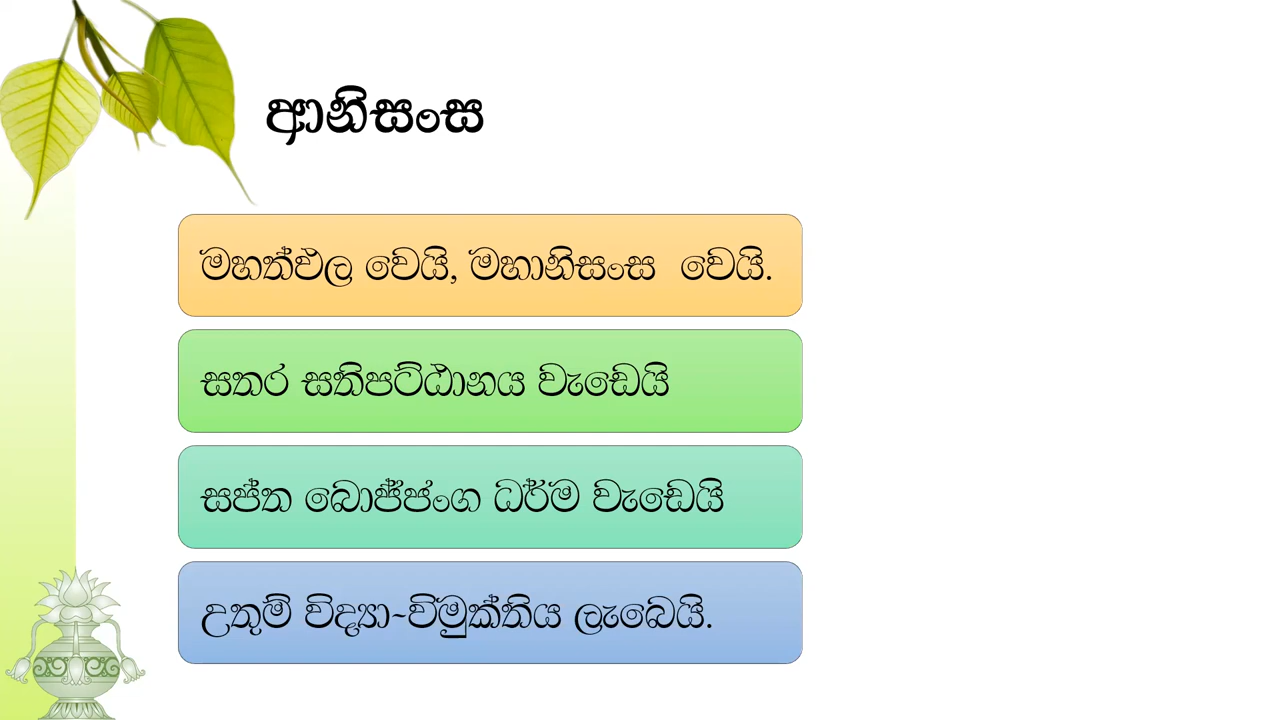 ආනිසංස
මහත්ඵල වෙයි, මහානිසංස වෙයි.
සතර සතිපට්ඨානය වැඩෙයි
සප්ත බොජ්ජංග ධර්ම වැඩෙයි
උතුම් විද්‍යා-විමුක්තිය ලැබෙයි.